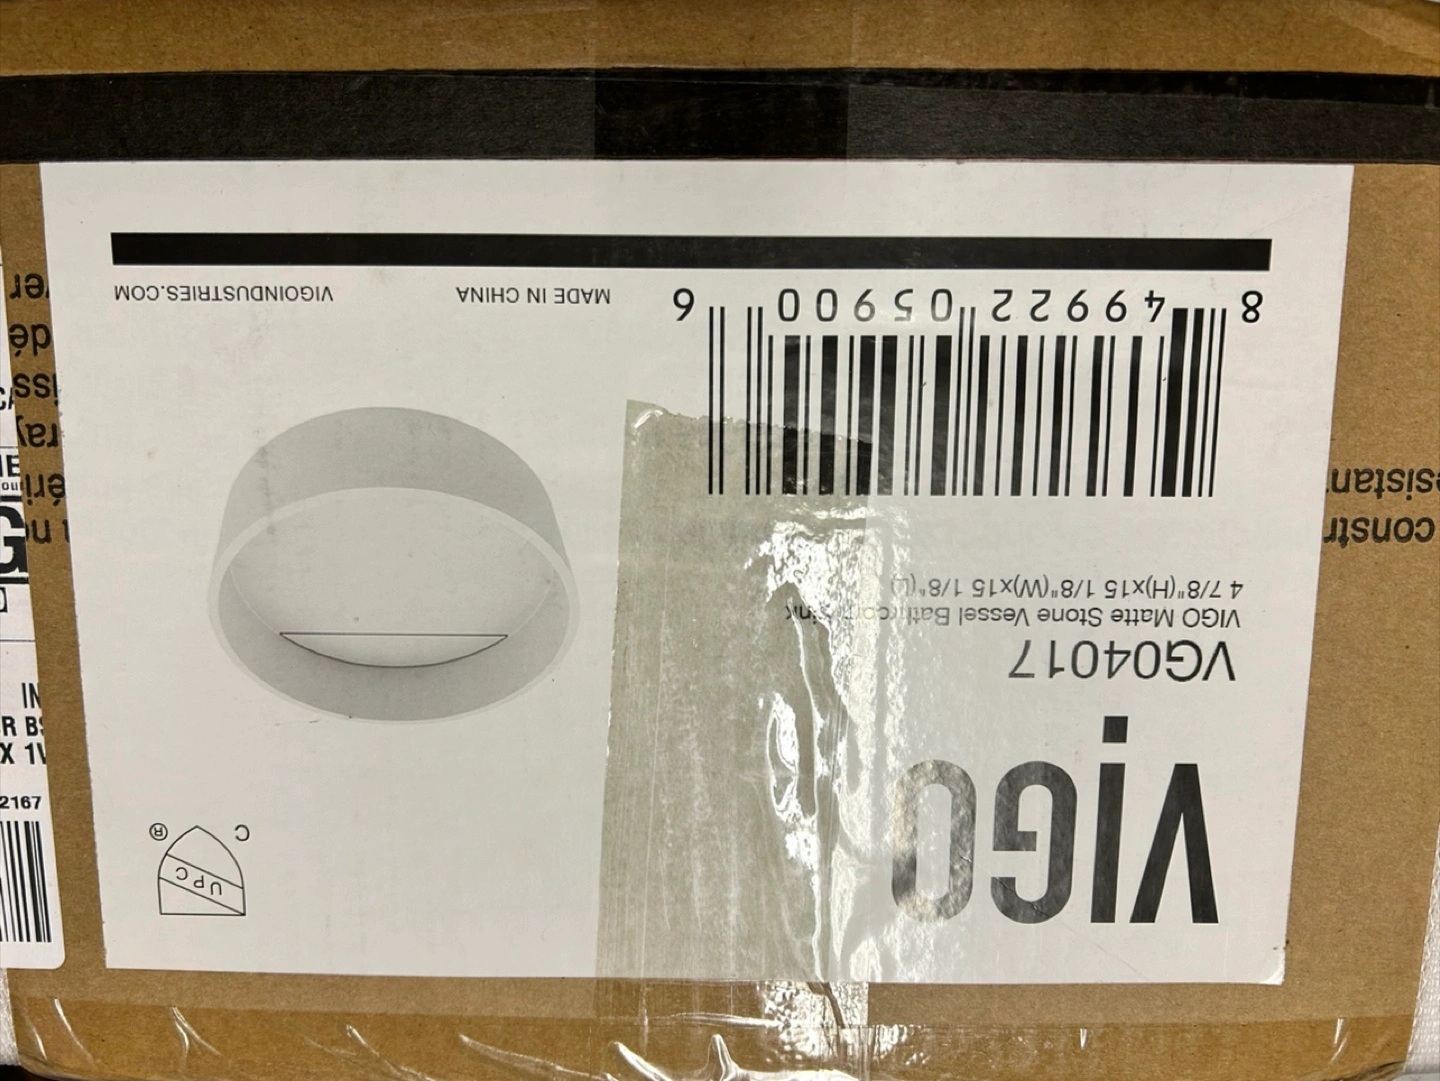 VIGO
VG04017
VIGO Matte Stone Vessel Bathroom Sink
4 7/8"(H)x15 1/8"(W)x15 1/8"(L)
8 49922 05900 6
MADE IN CHINA
VIGOINDUSTRIES.COM
C UPC ®
constr
esistan
2167